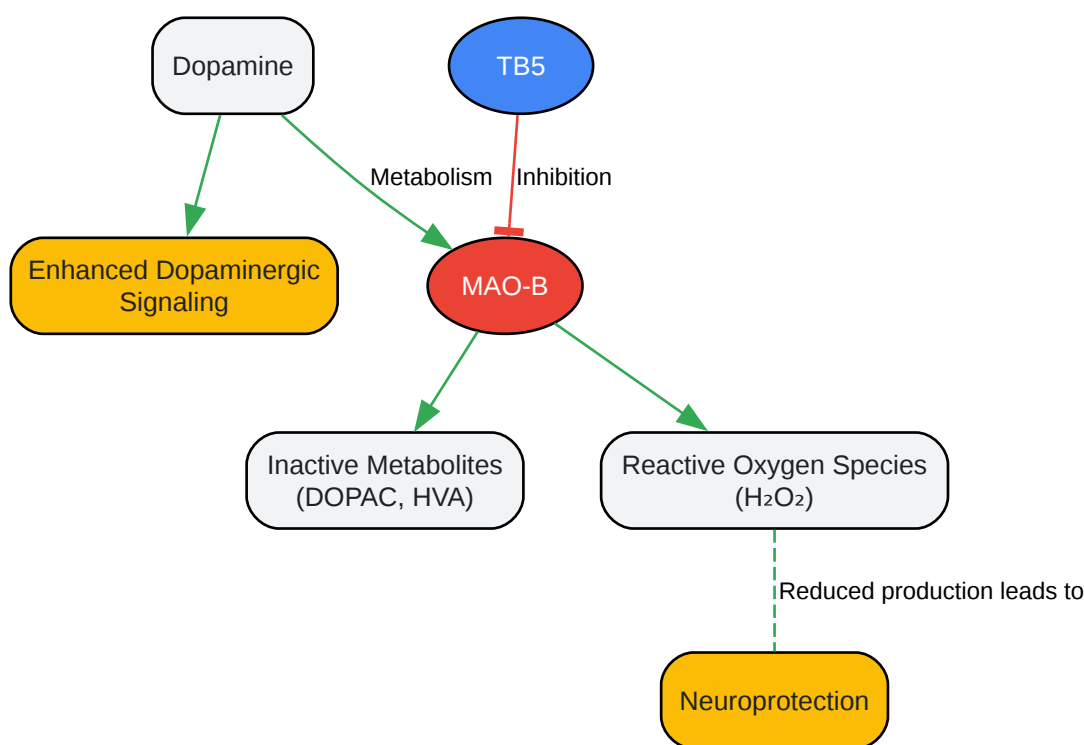 Dopamine
TB5
Metabolism
Inhibition
Enhanced Dopaminergic
Signaling
MAO-B
Inactive Metabolites
(DOPAC, HVA)
Reactive Oxygen Species
(H₂O₂)
Reduced production leads to
Neuroprotection